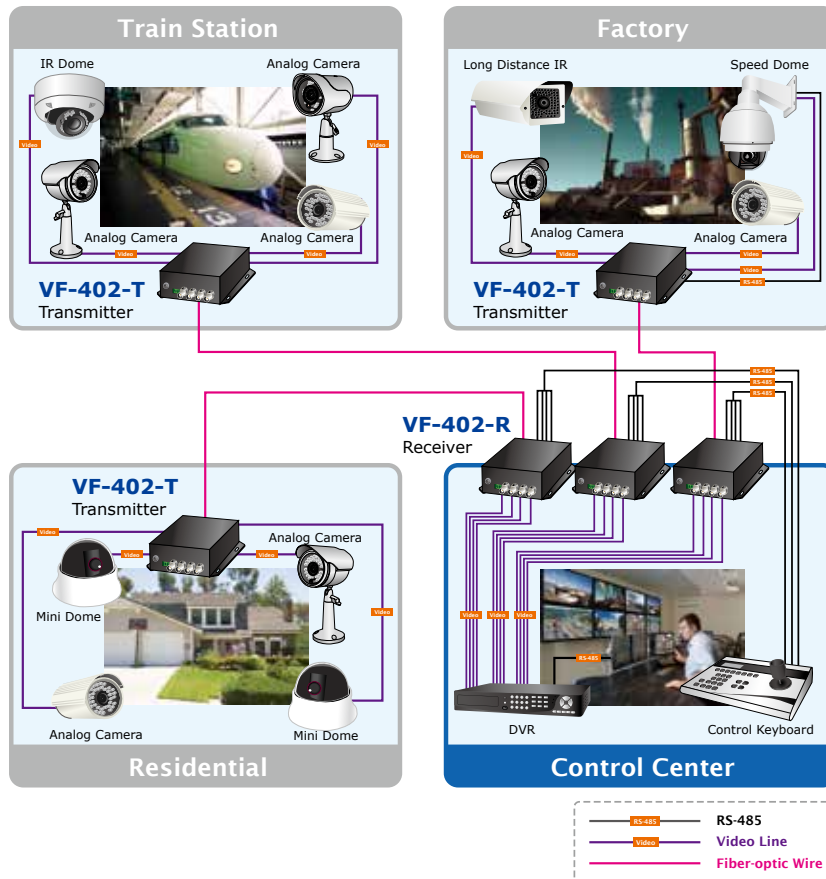 Train Station
IR Dome
Analog Camera
Video
Video
Analog Camera
Analog Camera
Video
Video
VF-402-T
Transmitter
Factory
Long Distance IR
Speed Dome
Video
Analog Camera
Analog Camera
Video
Video
RS-485
VF-402-T
Transmitter
RS-485
RS-485
RS-485
VF-402-R
Receiver
VF-402-T
Transmitter
Video
Video
Video
Analog Camera
Mini Dome
Video
Analog Camera
Mini Dome
Residential
Video
Video
Video
RS-485
DVR
Control Keyboard
Control Center
RS-485
RS-485
Video
Video Line
Fiber-optic Wire